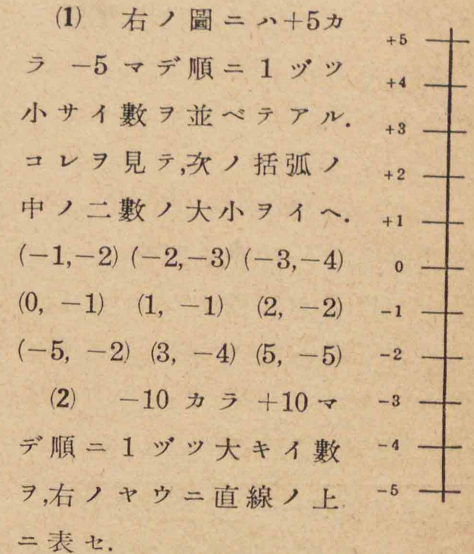 (1) 右ノ圖ニハ+5カ
ラ -5 マデ順ニ 1 ヅツ
小サイ數ヲ並ベテアル.
コレヲ見テ,次ノ括弧ノ
中ノ二數ノ大小ヲイヘ.
(-1,-2) (-2,-3) (-3,-4)
(0, -1) (1, -1) (2, -2)
(-5, -2) (3, -4) (5, -5)
(2) -10 カラ +10 マ
デ順ニ 1 ヅツ大キイ數
ヲ,右ノヤウニ直線ノ上
ニ表セ.
+5
+4
+3
+2
+1
0
-1
-2
-3
-4
-5